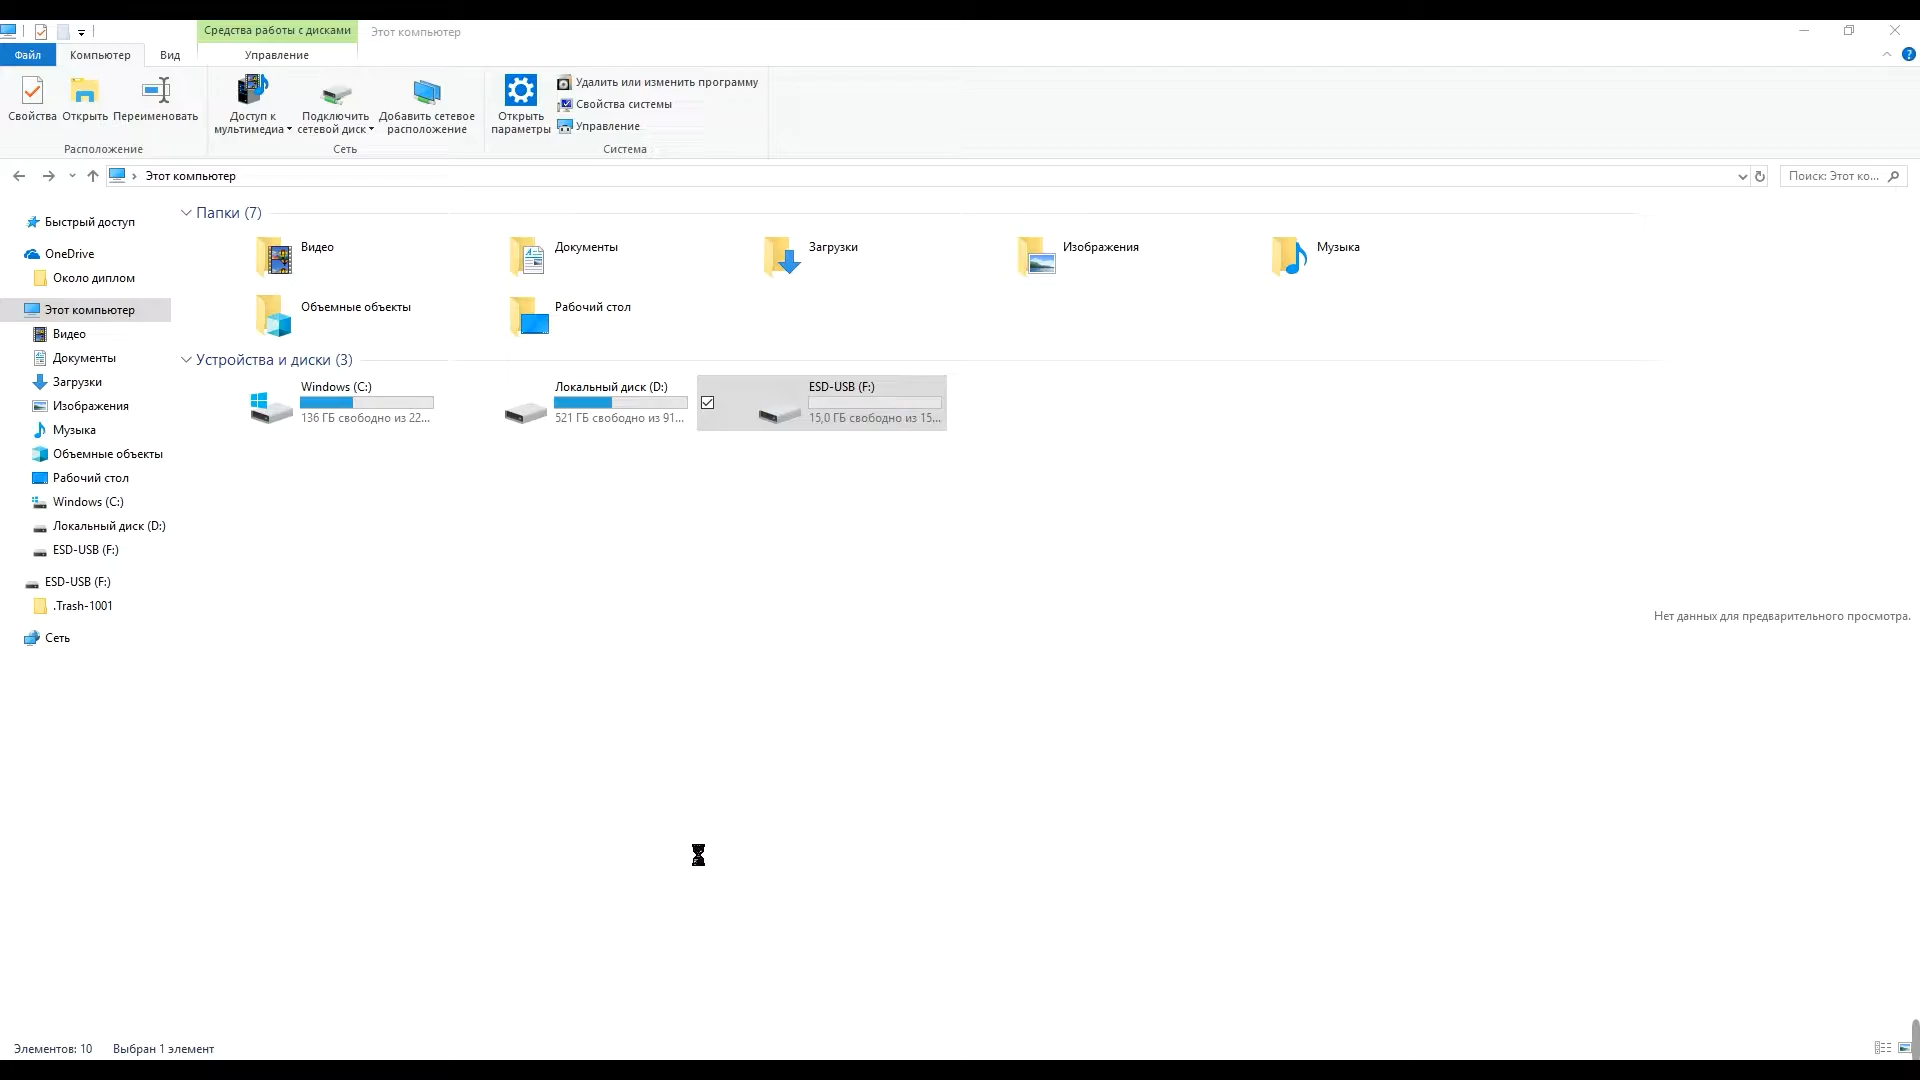 Средства работы с дисками
Этот компьютер
Файл
Компьютер
Вид
Управление
Свойства
Открыть
Переименовать
Доступ к
мультимедиа
Подключить
сетевой диск
Добавить сетевое
расположение
Открыть
параметры
Удалить или изменить программу
Свойства системы
Управление
Расположение
Сеть
Система
Этот компьютер
Поиск: Этот ко...
Быстрый доступ
OneDrive
Около диплом
Этот компьютер
Видео
Документы
Загрузки
Изображения
Музыка
Объемные объекты
Рабочий стол
Windows (C:)
Локальный диск (D:)
ESD-USB (F:)
ESD-USB (F:)
.Trash-1001
Сеть
Папки (7)
Видео
Документы
Загрузки
Изображения
Музыка
Объемные объекты
Рабочий стол
Устройства и диски (3)
Windows (C:)
136 ГБ свободно из 22...
Локальный диск (D:)
521 ГБ свободно из 91...
ESD-USB (F:)
15,0 ГБ свободно из 15...
Нет данных для предварительного просмотра.
Элементов: 10
Выбран 1 элемент